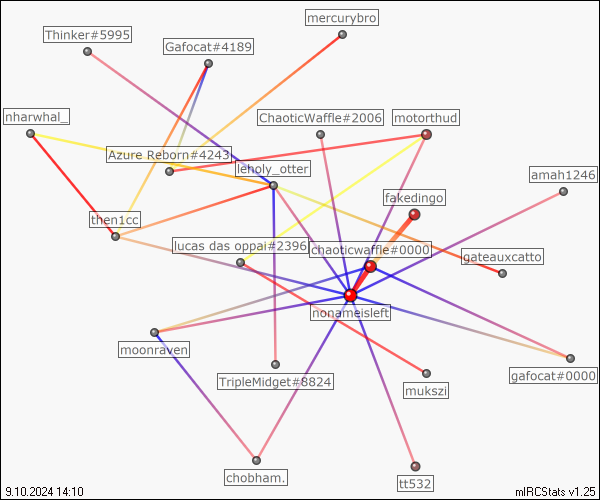 mercurybro
Thinker#5995
Gafocat#4189
nharwhal_
ChaoticWaffle#2006
motorthud
Azure Reborn#4243
leholy_otter
amah1246
fakedingo
then1cc
lucas das oppai#2396
chaoticwaffle#0000
gateauxcatto
nonameisleft
moonraven
TripleMidget#8824
mukszi
gafocat#0000
chobham.
tt532
9.10.2024 14:10
mIRCStats v1.25